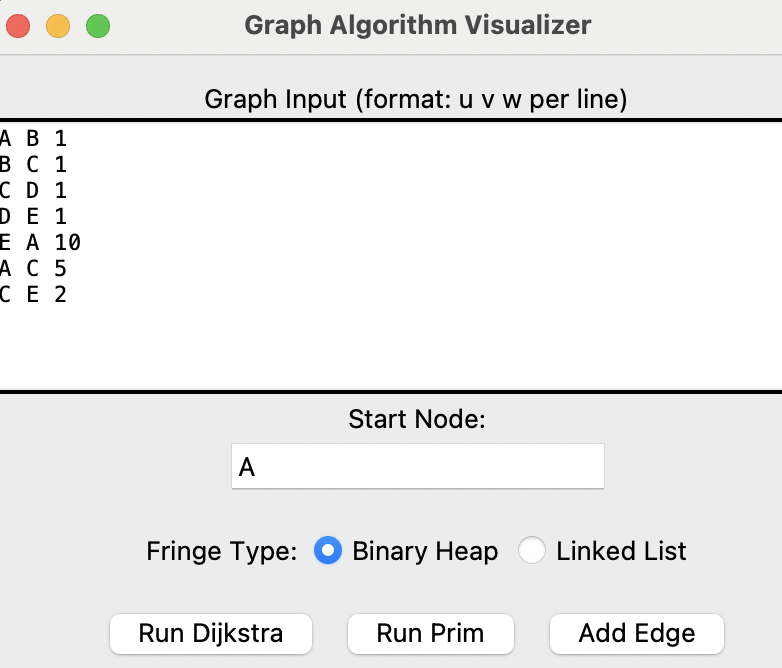 Graph Algorithm Visualizer
Graph Input (format: u v w per line)
A B 1
B C 1
C D 1
D E 1
E A 10
A C 5
C E 2
Start Node:
A
Fringe Type: Binary Heap Linked List
Run Dijkstra Run Prim Add Edge